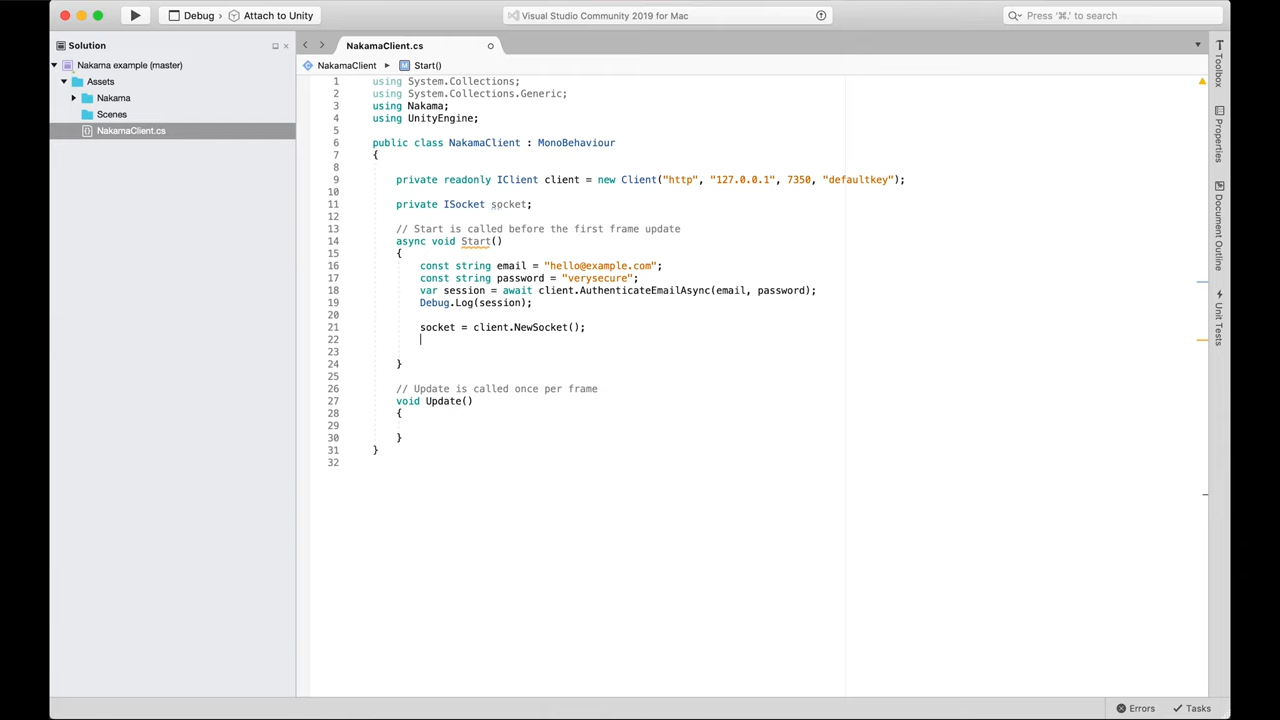 Debug › Attach to Unity
Visual Studio Community 2019 for Mac
Press '⌘.' to search
Solution
NakamaClient.cs
Nakama example (master)
Assets
Nakama
Scenes
NakamaClient.cs
NakamaClient ▸ Start()
1 using System.Collections;
2 using System.Collections.Generic;
3 using Nakama;
4 using UnityEngine;
5
6 public class NakamaClient : MonoBehaviour
7 {
8
9 private readonly IClient client = new Client("http", "127.0.0.1", 7350, "defaultkey");
10
11 private ISocket socket;
12
13 // Start is called before the first frame update
14 async void Start()
15 {
16 const string email = "hello@example.com";
17 const string password = "verysecure";
18 var session = await client.AuthenticateEmailAsync(email, password);
19 Debug.Log(session);
20
21 socket = client.NewSocket();
22
23
24 }
25
26 // Update is called once per frame
27 void Update()
28 {
29
30 }
31 }
32
Toolbox
Properties
Document Outline
Unit Tests
Errors
Tasks